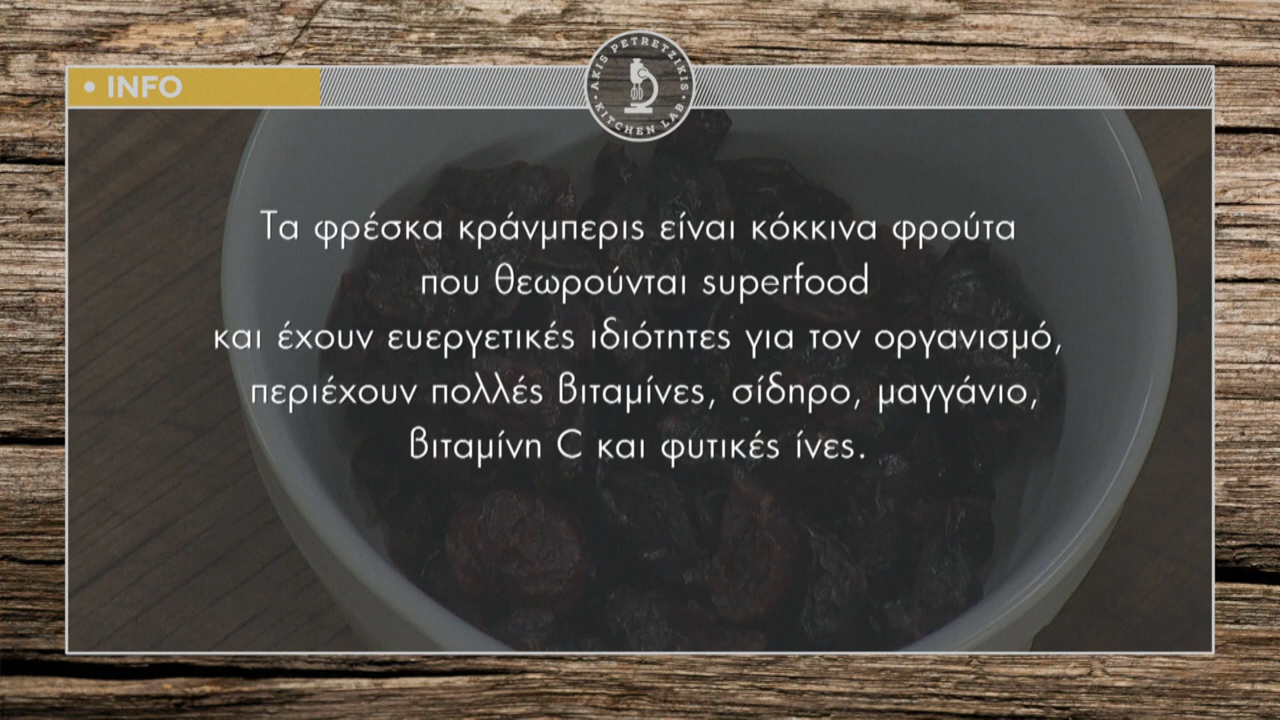 • INFO
AKIS PETRETZIKIS
• KITCHEN LAB •
Τα φρέσκα κράνμπερις είναι κόκκινα φρούτα
που θεωρούνται superfood
και έχουν ευεργετικές ιδιότητες για τον οργανισμό,
περιέχουν πολλές βιταμίνες, σίδηρο, μαγγάνιο,
βιταμίνη C και φυτικές ίνες.